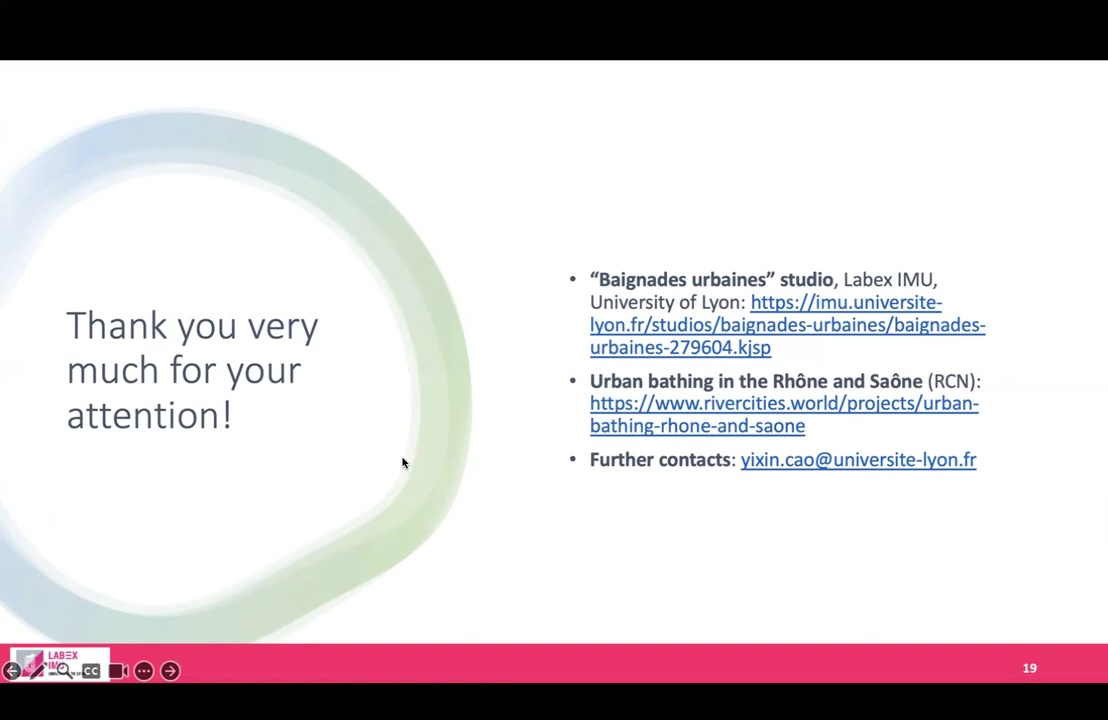 Thank you very
much for your
attention!
• “Baignades urbaines” studio, Labex IMU,
University of Lyon: https://imu.universite-
lyon.fr/studios/baignades-urbaines/baignades-
urbaines-279604.kjsp
• Urban bathing in the Rhône and Saône (RCN):
https://www.rivercities.world/projects/urban-
bathing-rhone-and-saone
• Further contacts: yixin.cao@universite-lyon.fr
LABEX
IMU
CC
19